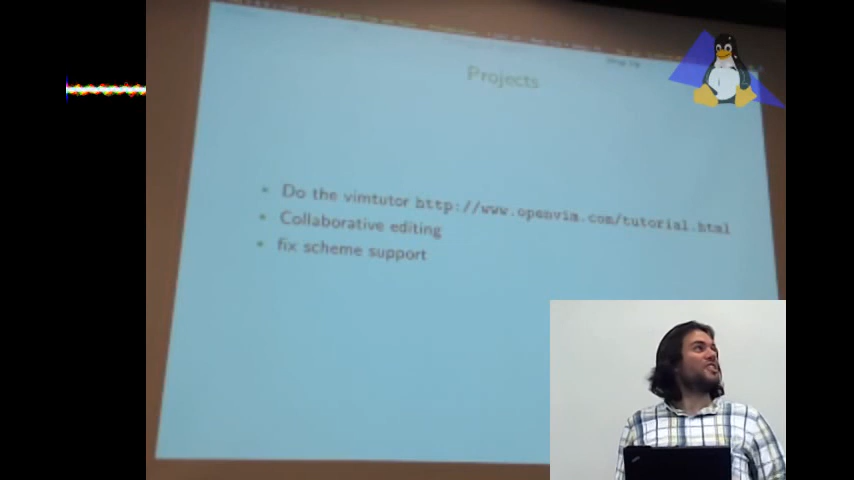 Projects
Do the vimtutor http://www.openvim.com/tutorial.html
Collaborative editing
fix scheme support